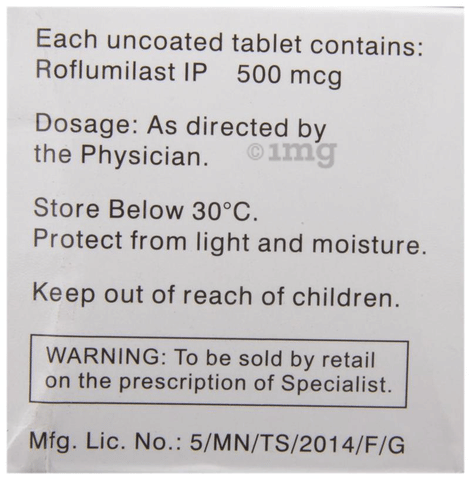 Each uncoated tablet contains:
Roflumilast IP 500 mcg
Dosage: As directed by
the Physician.
©1mg
Store Below 30°C.
Protect from light and moisture.
Keep out of reach of children.
WARNING: To be sold by retail
on the prescription of Specialist.
Mfg. Lic. No.: 5/MN/TS/2014/F/G